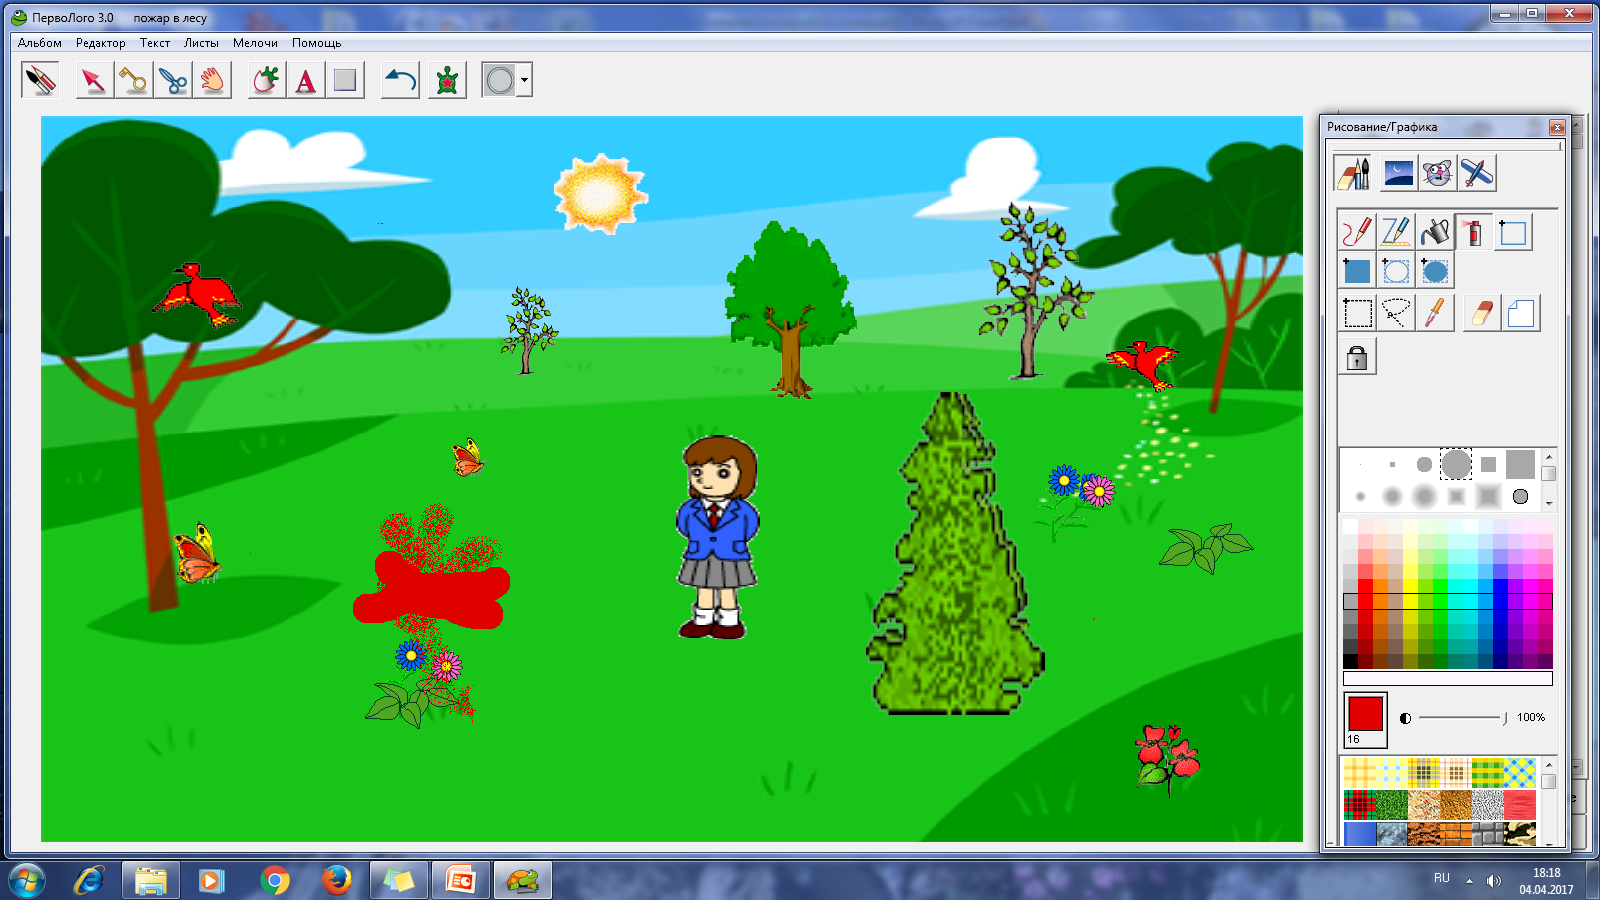 ПервоЛого 3.0 пожар в лесу
Альбом Редактор Текст Листы Мелочи Помощь
Рисование/Графика
100%
16
RU
18:18
04.04.2017